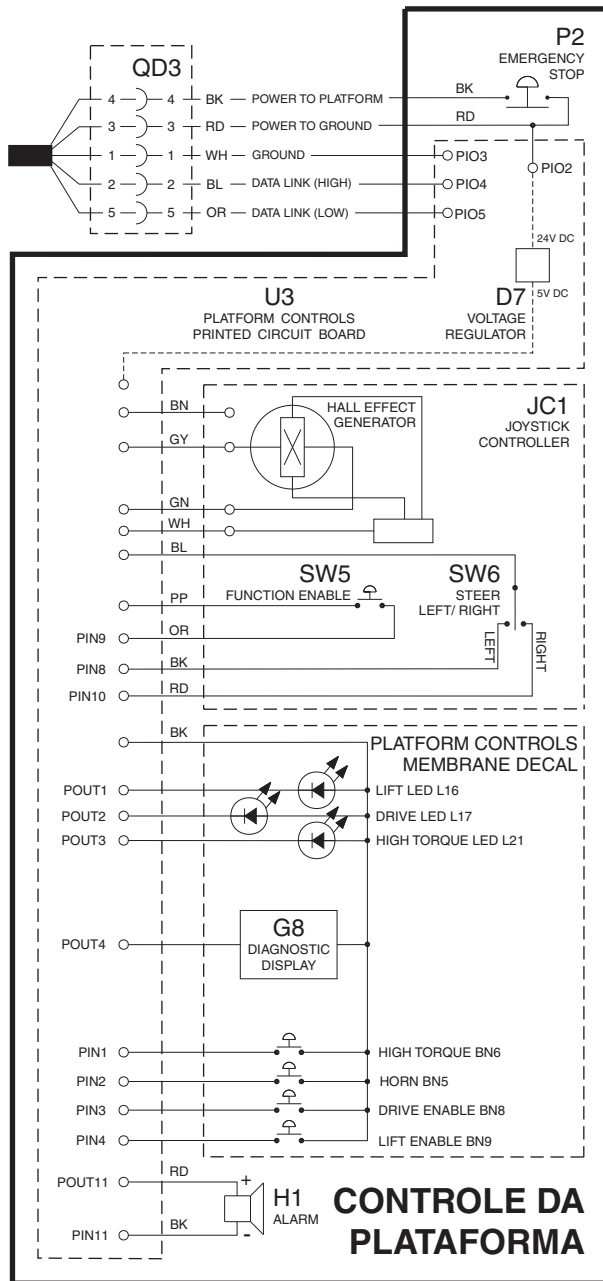 P2
EMERGENCY
STOP
QD3
4 4 BK POWER TO PLATFORM BK
3 3 RD POWER TO GROUND RD
1 1 WH GROUND PIO3
2 2 BL DATA LINK (HIGH) PIO4
5 5 OR DATA LINK (LOW) PIO5
PIO2
24V DC
5V DC
U3
PLATFORM CONTROLS
PRINTED CIRCUIT BOARD
D7
VOLTAGE
REGULATOR
JC1
JOYSTICK
CONTROLLER
HALL EFFECT
GENERATOR
BN
GY
GN
WH
BL
SW5
FUNCTION ENABLE
SW6
STEER
LEFT/ RIGHT
PP
PIN9 OR
LEFT
RIGHT
PIN8 BK
PIN10 RD
BK
PLATFORM CONTROLS
MEMBRANE DECAL
POUT1 LIFT LED L16
POUT2 DRIVE LED L17
POUT3 HIGH TORQUE LED L21
POUT4
G8
DIAGNOSTIC
DISPLAY
PIN1 HIGH TORQUE BN6
PIN2 HORN BN5
PIN3 DRIVE ENABLE BN8
PIN4 LIFT ENABLE BN9
POUT11 RD
+
H1
ALARM
-
PIN11 BK
CONTROLE DA
PLATAFORMA